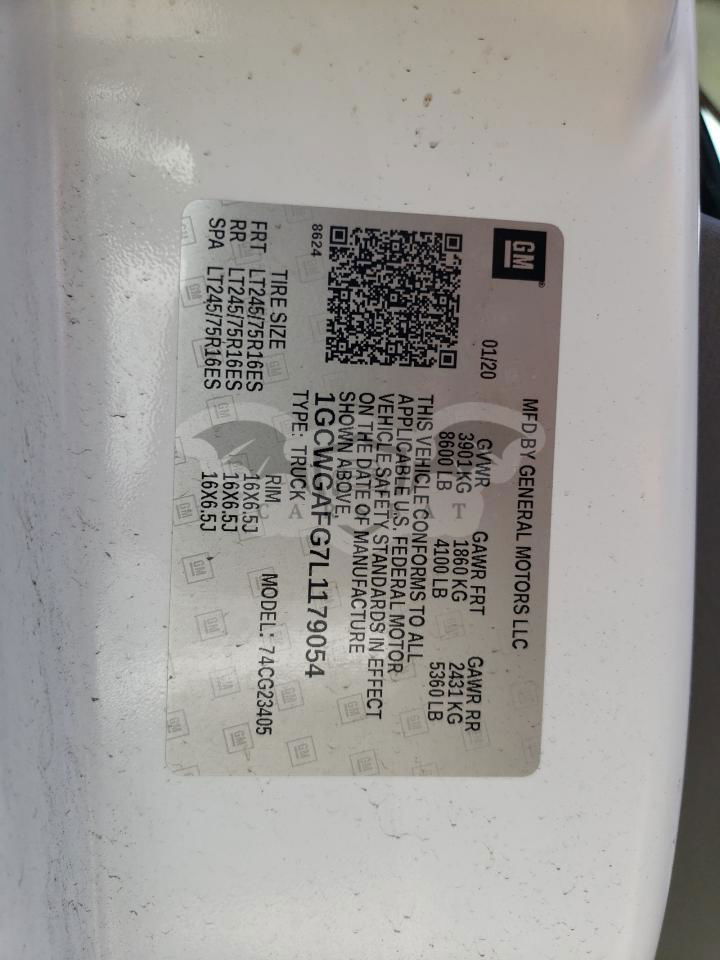 GM
MFD BY GENERAL MOTORS LLC
01/20
GVWR GAWR FRT GAWR RR
3901 KG 1860 KG 2431 KG
8600 LB 4100 LB 5360 LB
THIS VEHICLE CONFORMS TO ALL
APPLICABLE U.S. FEDERAL MOTOR
VEHICLE SAFETY STANDARDS IN EFFECT
ON THE DATE OF MANUFACTURE
SHOWN ABOVE.
8624
1GCWGAFG7L1179054
TYPE: TRUCK MODEL: 74CG23405
TIRE SIZE RIM
FRT LT245/75R16ES 16X6.5J
RR LT245/75R16ES 16X6.5J
SPA LT245/75R16ES 16X6.5J